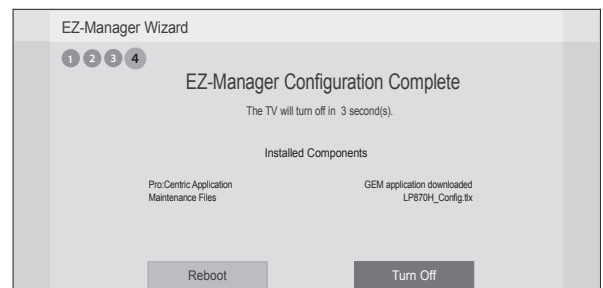 EZ-Manager Wizard
1 2 3 4
EZ-Manager Configuration Complete
The TV will turn off in 3 second(s).
Installed Components
Pro:Centric Application GEM application downloaded
Maintenance Files LP870H_Config.tlx
Reboot Turn Off